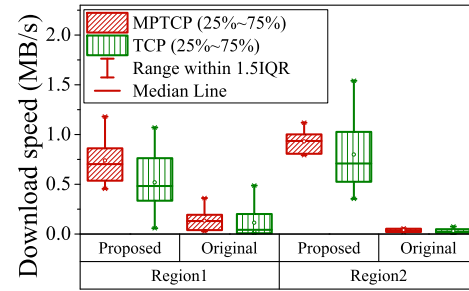 Download speed (MB/s)
2.0
1.5
1.0
0.5
0.0
MPTCP (25%~75%)
TCP (25%~75%)
Range within 1.5IQR
Median Line
Proposed Original Proposed Original
Region1 Region2